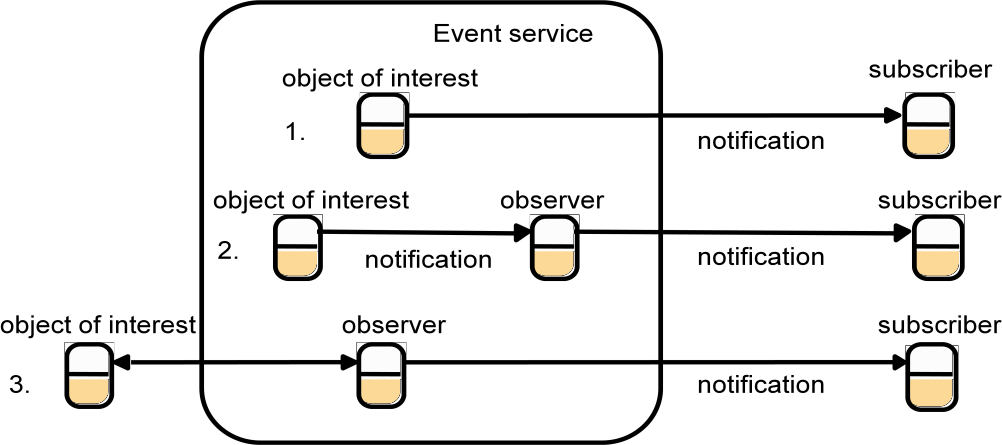 Event service
object of interest
subscriber
1.
notification
object of interest
observer
subscriber
2.
notification
notification
object of interest
observer
subscriber
3.
notification